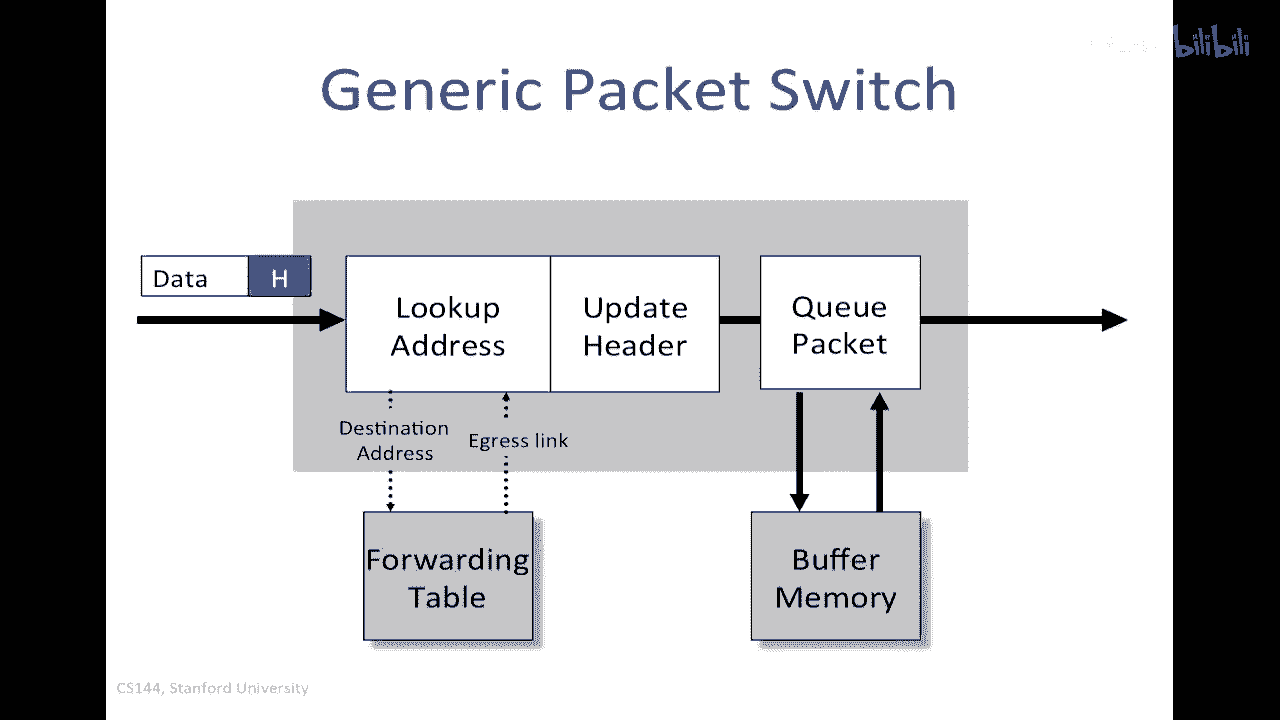 bilibili
Generic Packet Switch
Data
H
Lookup
Address
Update
Header
Queue
Packet
Destination
Address
Egress link
Forwarding
Table
Buffer
Memory
CS144, Stanford University